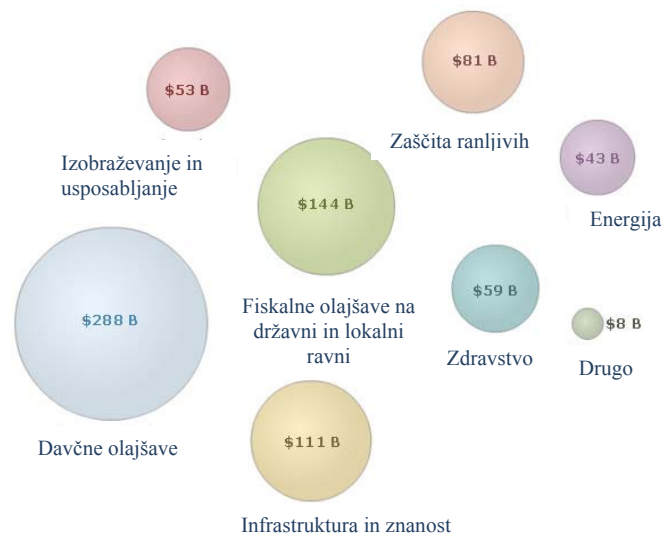 $53 B
Izobraževanje in
usposabljanje
$81 B
Zaščita ranljivih
$43 B
Energija
$144 B
Fiskalne olajšave na
državni in lokalni
ravni
$288 B
Davčne olajšave
$59 B
Zdravstvo
$8 B
Drugo
$111 B
Infrastruktura in znanost